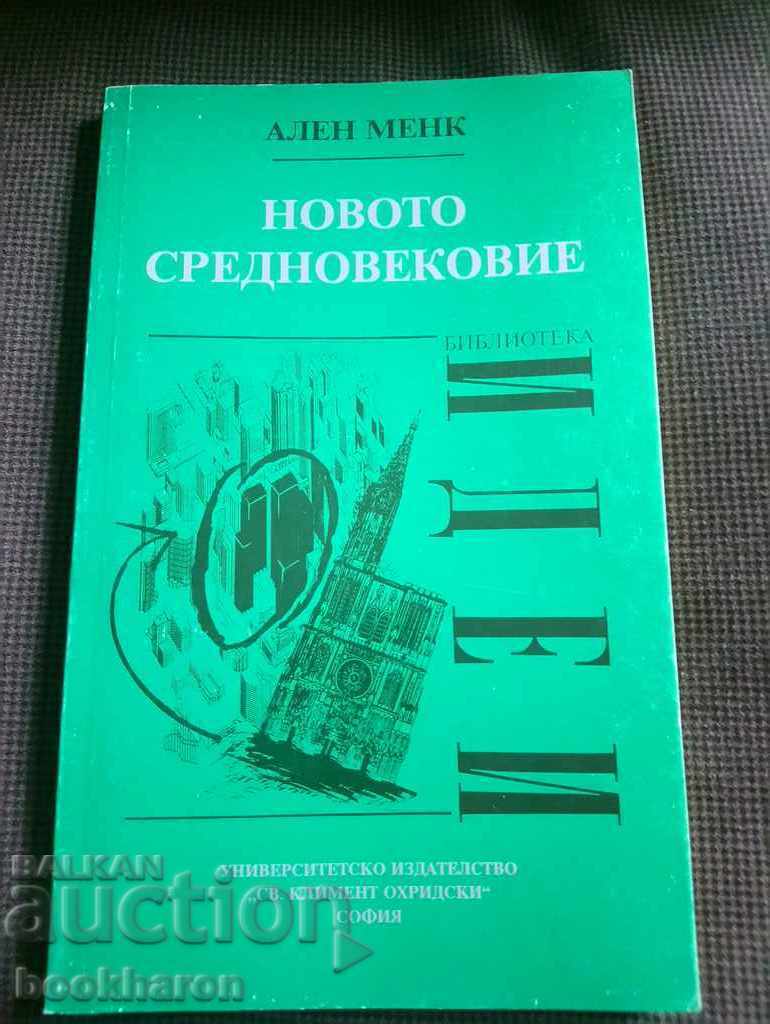 АЛЕН МЕНК
НОВОТО
СРЕДНОВЕКОВИЕ
БИБЛИОТЕКА
ИДЕИ
УНИВЕРСИТЕТСКО ИЗДАТЕЛСТВО
„СВ. КЛИМЕНТ ОХРИДСКИ“
СОФИЯ
BALKAN
auction
bookharon